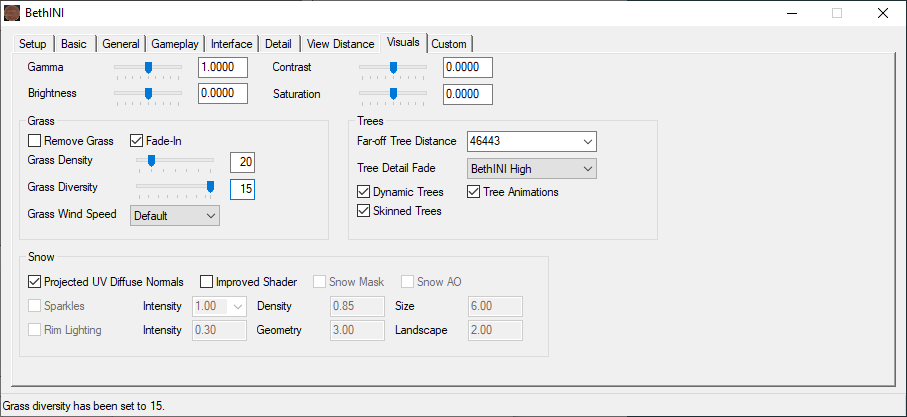 BethINI
Setup Basic General Gameplay Interface Detail View Distance Visuals Custom
Gamma 1.0000 Contrast 0.0000
Brightness 0.0000 Saturation 0.0000
Grass
Remove Grass Fade-In
Grass Density 20
Grass Diversity 15
Grass Wind Speed Default
Trees
Far-off Tree Distance 46443
Tree Detail Fade BethINI High
Dynamic Trees Tree Animations
Skinned Trees
Snow
Projected UV Diffuse Normals Improved Shader Snow Mask Snow AO
Sparkles Intensity 1.00 Density 0.85 Size 6.00
Rim Lighting Intensity 0.30 Geometry 3.00 Landscape 2.00
Grass diversity has been set to 15.